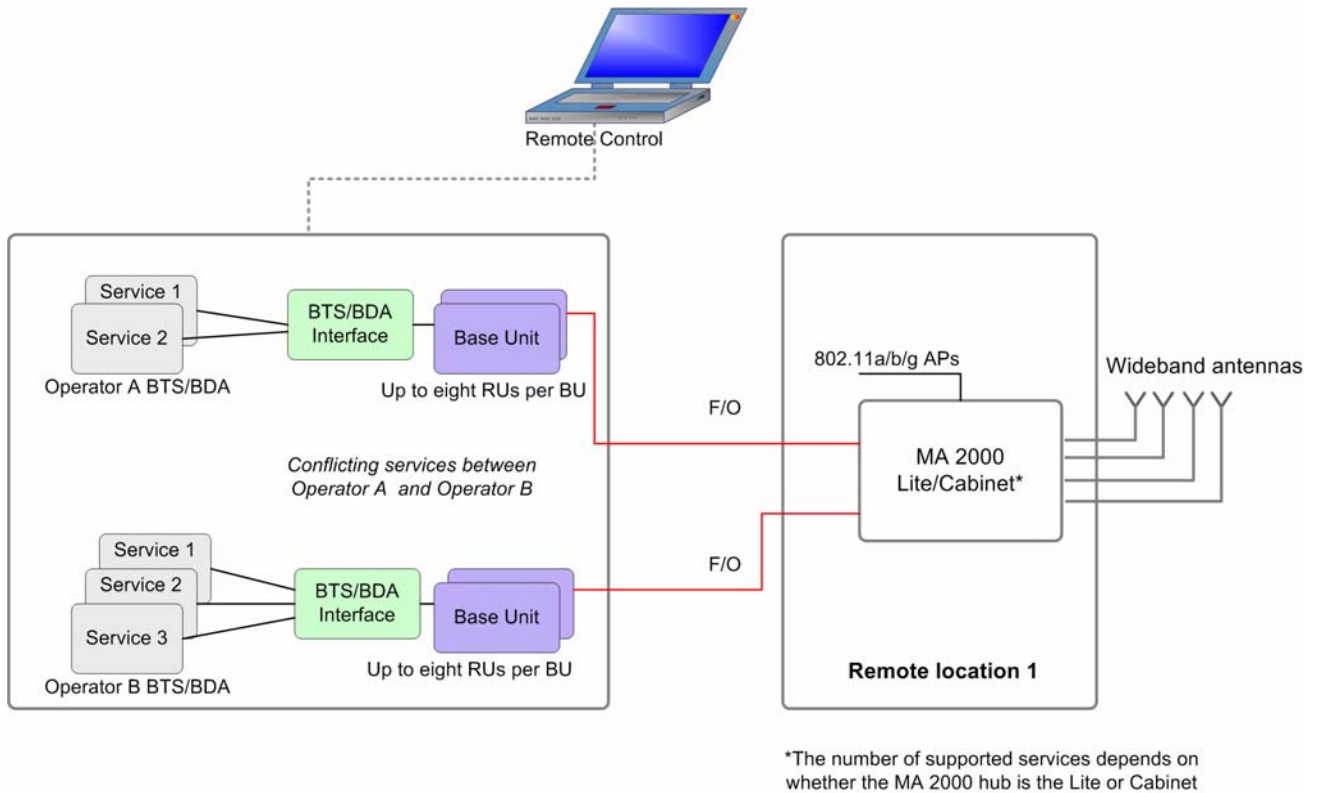 Remote Control
Service 1
Service 2
Operator A BTS/BDA
BTS/BDA
Interface
Base Unit
Up to eight RUs per BU
Conflicting services between
Operator A and Operator B
Service 1
Service 2
Service 3
Operator B BTS/BDA
BTS/BDA
Interface
Base Unit
Up to eight RUs per BU
F/O
F/O
802.11a/b/g APs
MA 2000
Lite/Cabinet*
Wideband antennas
Remote location 1
*The number of supported services depends on
whether the MA 2000 hub is the Lite or Cabinet